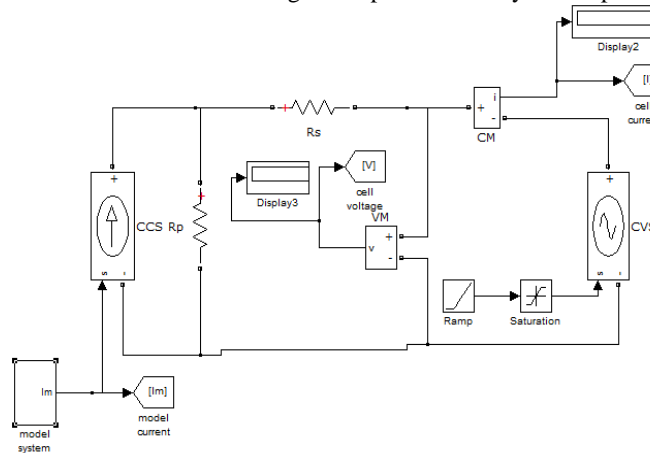 Display2
i
+
-
CM
[I]
cell
curre
+
Rs
+
CCS
s
-
+
Rp
Display3
[V]
cell
voltage
VM
+
v
-
+
CVS
s
-
Ramp
Saturation
Im
model
system
[Im]
model
current